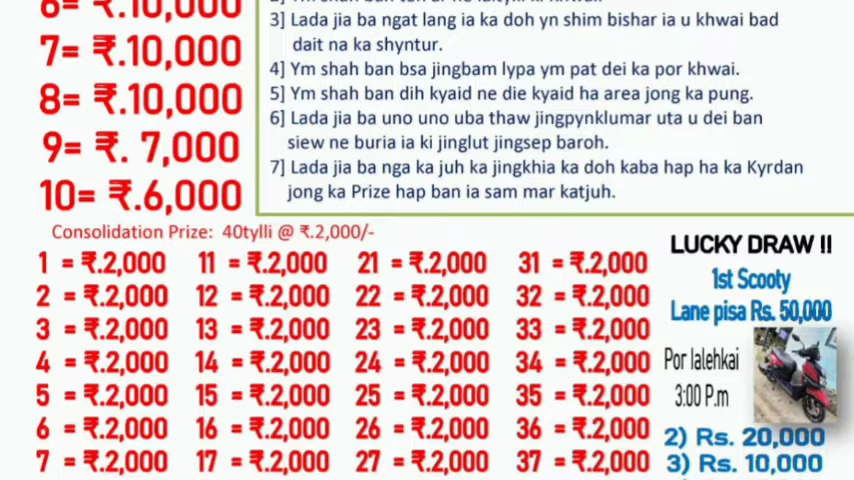 6= ₹.10,000
7= ₹.10,000
8= ₹.10,000
9= ₹. 7,000
10= ₹.6,000
3] Lada jia ba ngat lang ia ka doh yn shim bishar ia u khwai bad
dait na ka shyntur.
4] Ym shah ban bsa jingbam lypa ym pat dei ka por khwai.
5] Ym shah ban dih kyaid ne die kyaid ha area jong ka pung.
6] Lada jia ba uno uno uba thaw jingpynklumar uta u dei ban
siew ne buria ia ki jinglut jingsep baroh.
7] Lada jia ba nga ka juh ka jingkhia ka doh kaba hap ha ka Kyrdan
jong ka Prize hap ban ia sam mar katjuh.
Consolidation Prize: 40tylli @ ₹.2,000/-
1 = ₹.2,000 11 = ₹.2,000 21 = ₹.2,000 31 = ₹.2,000
2 = ₹.2,000 12 = ₹.2,000 22 = ₹.2,000 32 = ₹.2,000
3 = ₹.2,000 13 = ₹.2,000 23 = ₹.2,000 33 = ₹.2,000
4 = ₹.2,000 14 = ₹.2,000 24 = ₹.2,000 34 = ₹.2,000
5 = ₹.2,000 15 = ₹.2,000 25 = ₹.2,000 35 = ₹.2,000
6 = ₹.2,000 16 = ₹.2,000 26 = ₹.2,000 36 = ₹.2,000
7 = ₹.2,000 17 = ₹.2,000 27 = ₹.2,000 37 = ₹.2,000
LUCKY DRAW !!
1st Scooty
Lane pisa Rs. 50,000
Por lalehkai
3:00 P.m
2) Rs. 20,000
3) Rs. 10,000